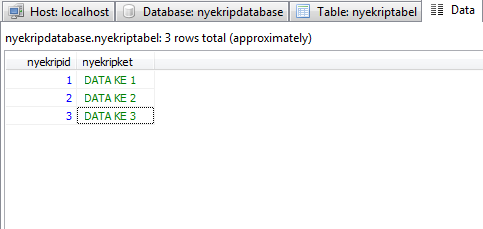 Host: localhost Database: nyekripdatabase Table: nyekriptabel Data
nyekripdatabase.nyekriptabel: 3 rows total (approximately)
nyekripid nyekripket
1 DATA KE 1
2 DATA KE 2
3 DATA KE 3